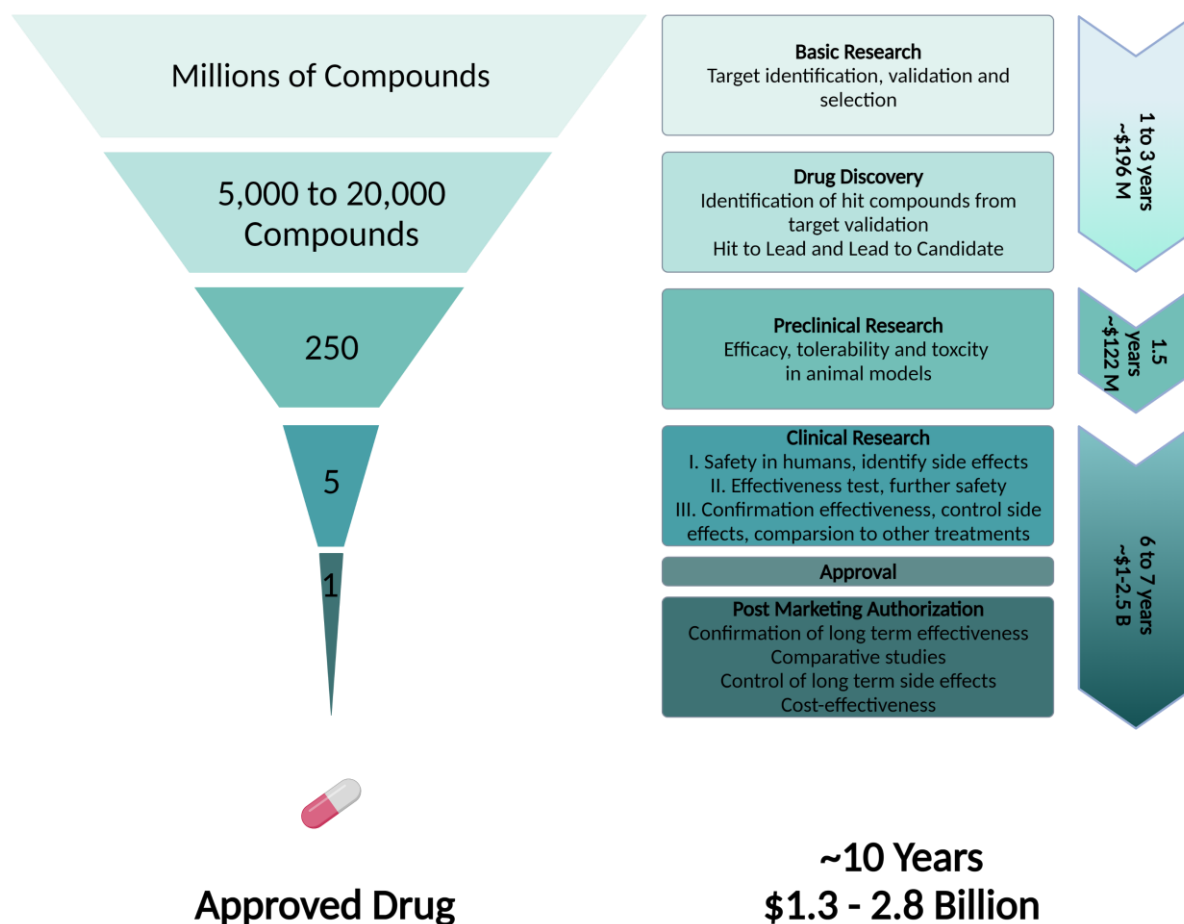 Millions of Compounds
5,000 to 20,000
Compounds
250
5
1
Approved Drug
Basic Research
Target identification, validation and
selection
Drug Discovery
Identification of hit compounds from
target validation
Hit to Lead and Lead to Candidate
Preclinical Research
Efficacy, tolerability and toxcity
in animal models
Clinical Research
I. Safety in humans, identify side effects
II. Effectiveness test, further safety
III. Confirmation effectiveness, control side
effects, comparsion to other treatments
Approval
Post Marketing Authorization
Confirmation of long term effectiveness
Comparative studies
Control of long term side effects
Cost-effectiveness
1 to 3 years
~$196 M
1.5
years
~$122 M
6 to 7 years
~$1-2.5 B
~10 Years
$1.3 - 2.8 Billion